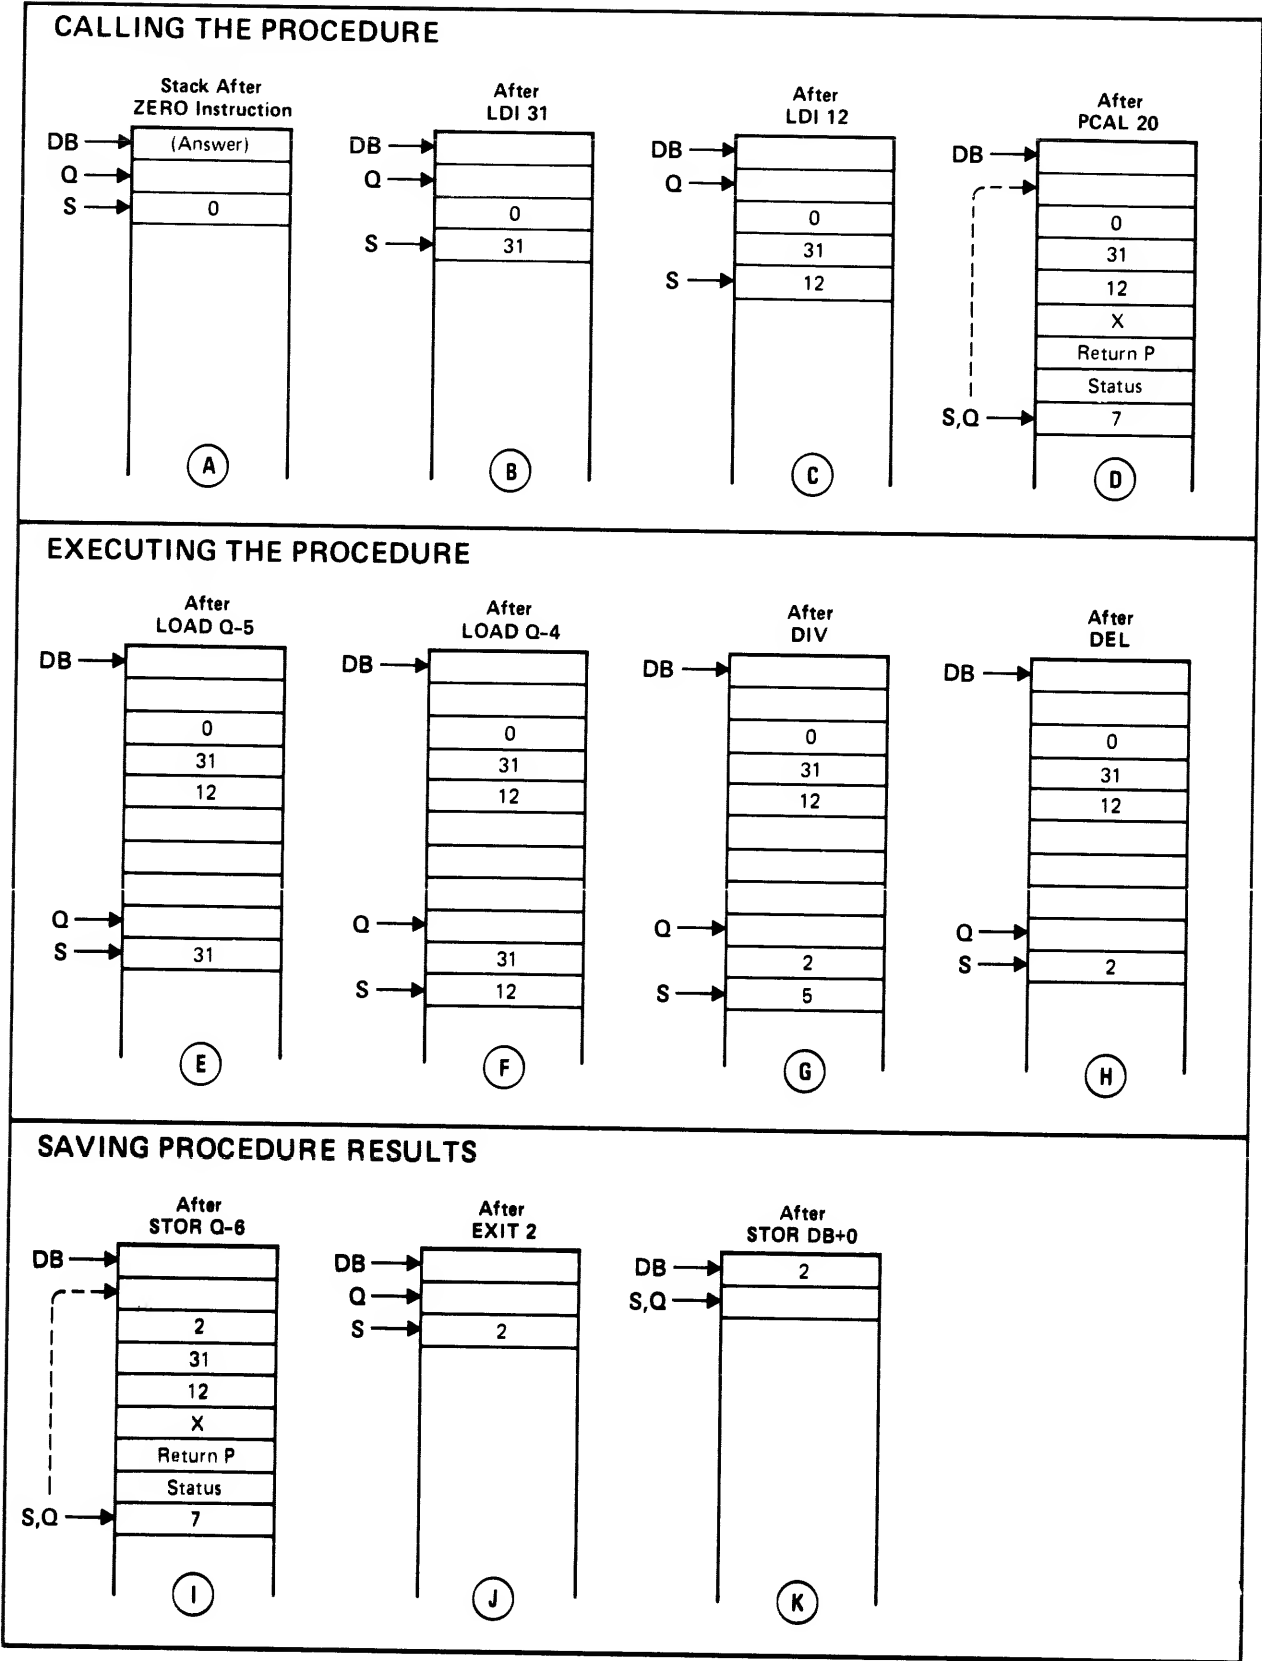 CALLING THE PROCEDURE
Stack After
ZERO Instruction
DB
(Answer)
Q
S
0
A
After
LDI 31
DB
Q
0
S
31
B
After
LDI 12
DB
Q
0
31
S
12
C
After
PCAL 20
DB
0
31
12
X
Return P
Status
S,Q
7
D
EXECUTING THE PROCEDURE
After
LOAD Q-5
DB
0
31
12
Q
S
31
E
After
LOAD Q-4
DB
0
31
12
Q
31
S
12
F
After
DIV
DB
0
31
12
Q
2
S
5
G
After
DEL
DB
0
31
12
Q
S
2
H
SAVING PROCEDURE RESULTS
After
STOR Q-6
DB
2
31
12
X
Return P
Status
S,Q
7
I
After
EXIT 2
DB
Q
S
2
J
After
STOR DB+0
DB
2
S,Q
K